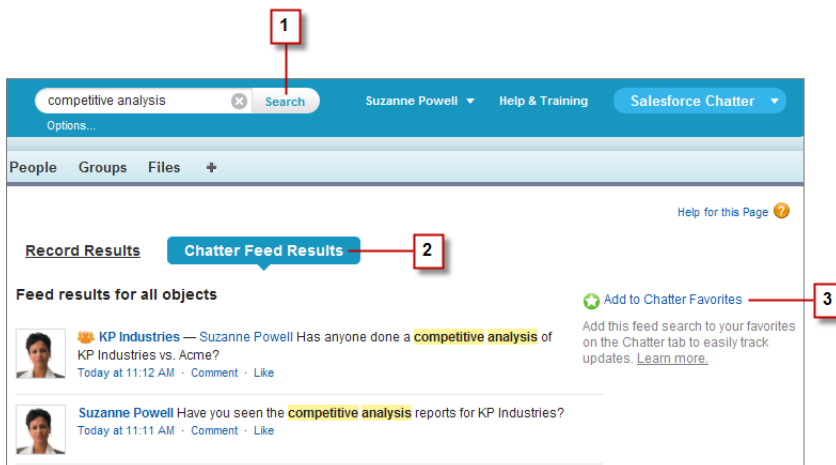 1
competitive analysis Search Suzanne Powell Help & Training Salesforce Chatter
Options...
People Groups Files +
Help for this Page ?
Record Results Chatter Feed Results 2
Feed results for all objects
Add to Chatter Favorites 3
Add this feed search to your favorites
on the Chatter tab to easily track
updates. Learn more.
KP Industries — Suzanne Powell Has anyone done a competitive analysis of
KP Industries vs. Acme?
Today at 11:12 AM · Comment · Like
Suzanne Powell Have you seen the competitive analysis reports for KP Industries?
Today at 11:11 AM · Comment · Like